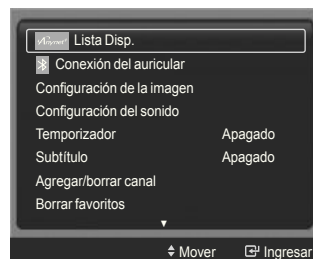 Anynet+ Lista Disp.
Conexión del auricular
Configuración de la imagen
Configuración del sonido
Temporizador Apagado
Subtítulo Apagado
Agregar/borrar canal
Borrar favoritos
Mover Ingresar